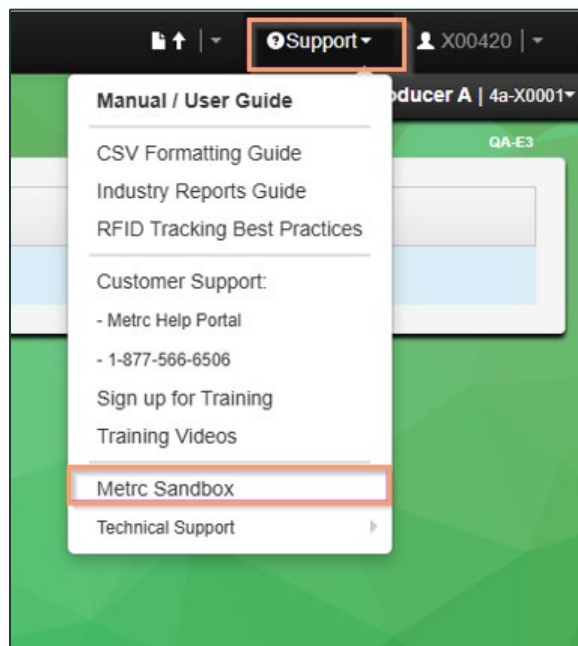 Support
X00420
oducer A | 4a-X0001
QA-E3
Manual / User Guide
CSV Formatting Guide
Industry Reports Guide
RFID Tracking Best Practices
Customer Support:
- Metrc Help Portal
- 1-877-566-6506
Sign up for Training
Training Videos
Metrc Sandbox
Technical Support